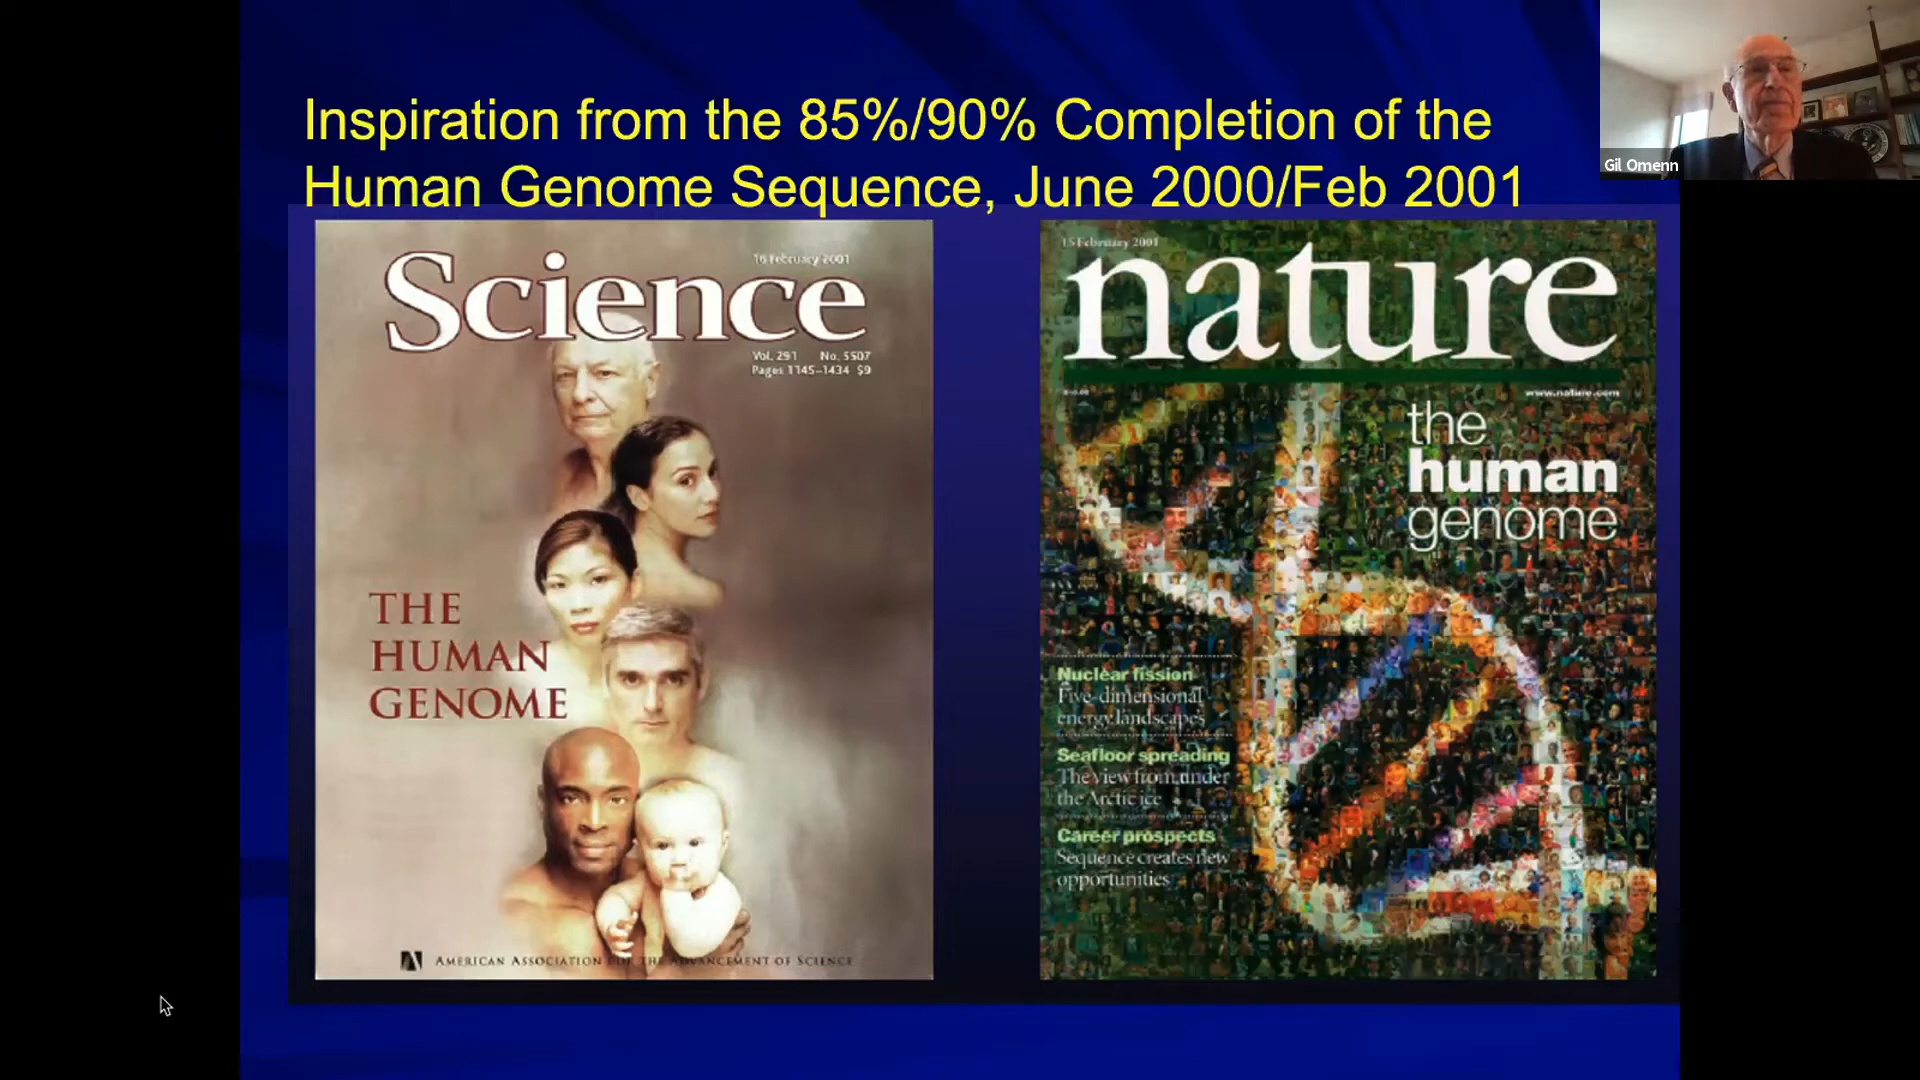 Inspiration from the 85%/90% Completion of the
Human Genome Sequence, June 2000/Feb 2001
Gil Omenn
16 February 2001
Science
Vol. 291 No. 5507
Pages 1145–1434 $9
THE
HUMAN
GENOME
AMERICAN ASSOCIATION FOR THE ADVANCEMENT OF SCIENCE
15 February 2001
nature
www.nature.com
the
human
genome
Nuclear fission
Five-dimensional
energy landscapes
Seafloor spreading
The view from under
the Arctic ice
Career prospects
Sequence creates new
opportunities